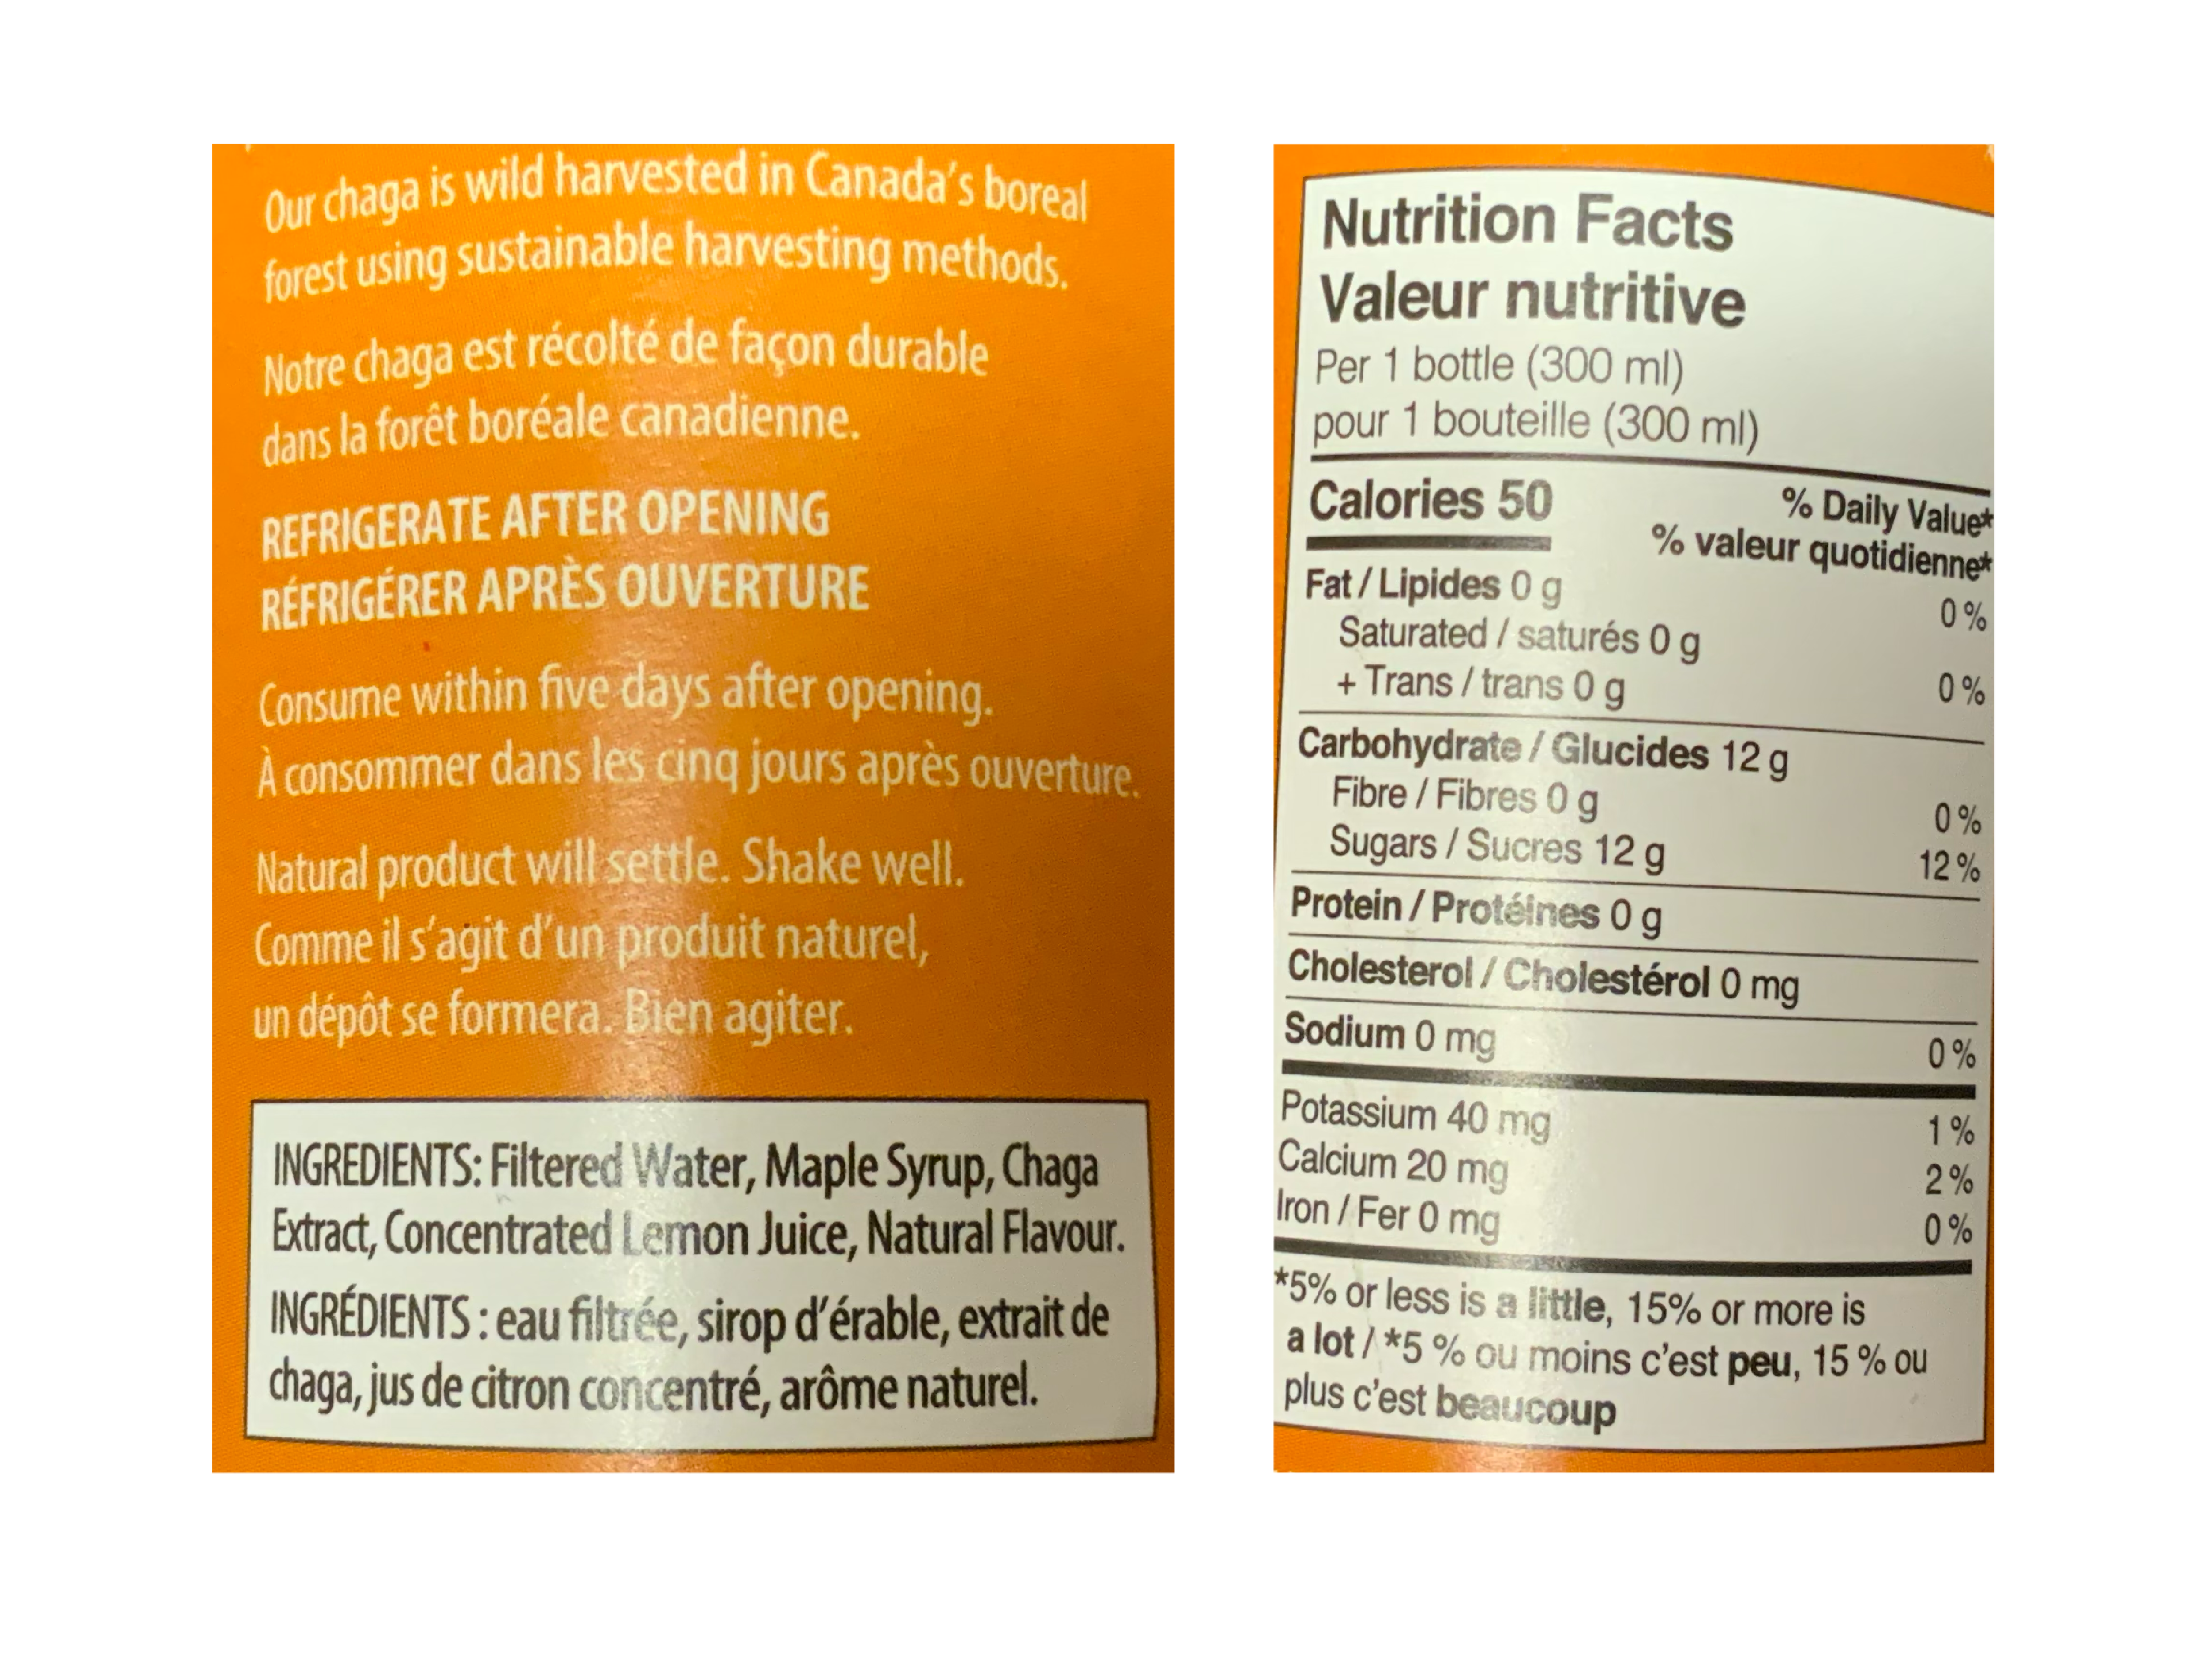 Our chaga is wild harvested in Canada's boreal
forest using sustainable harvesting methods.
Notre chaga est récolté de façon durable
dans la forêt boréale canadienne.
REFRIGERATE AFTER OPENING
RÉFRIGÉRER APRÈS OUVERTURE
Consume within five days after opening.
À consommer dans les cinq jours après ouverture.
Natural product will settle. Shake well.
Comme il s'agit d'un produit naturel,
un dépôt se formera. Bien agiter.
INGREDIENTS: Filtered Water, Maple Syrup, Chaga
Extract, Concentrated Lemon Juice, Natural Flavour.
INGRÉDIENTS : eau filtrée, sirop d'érable, extrait de
chaga, jus de citron concentré, arôme naturel.
Nutrition Facts
Valeur nutritive
Per 1 bottle (300 ml)
pour 1 bouteille (300 ml)
Calories 50 % Daily Value*
% valeur quotidienne*
Fat / Lipides 0 g 0 %
Saturated / saturés 0 g
+ Trans / trans 0 g 0 %
Carbohydrate / Glucides 12 g
Fibre / Fibres 0 g 0 %
Sugars / Sucres 12 g 12 %
Protein / Protéines 0 g
Cholesterol / Cholestérol 0 mg
Sodium 0 mg 0 %
Potassium 40 mg 1 %
Calcium 20 mg 2 %
Iron / Fer 0 mg 0 %
*5% or less is a little, 15% or more is
a lot / *5 % ou moins c'est peu, 15 % ou
plus c'est beaucoup